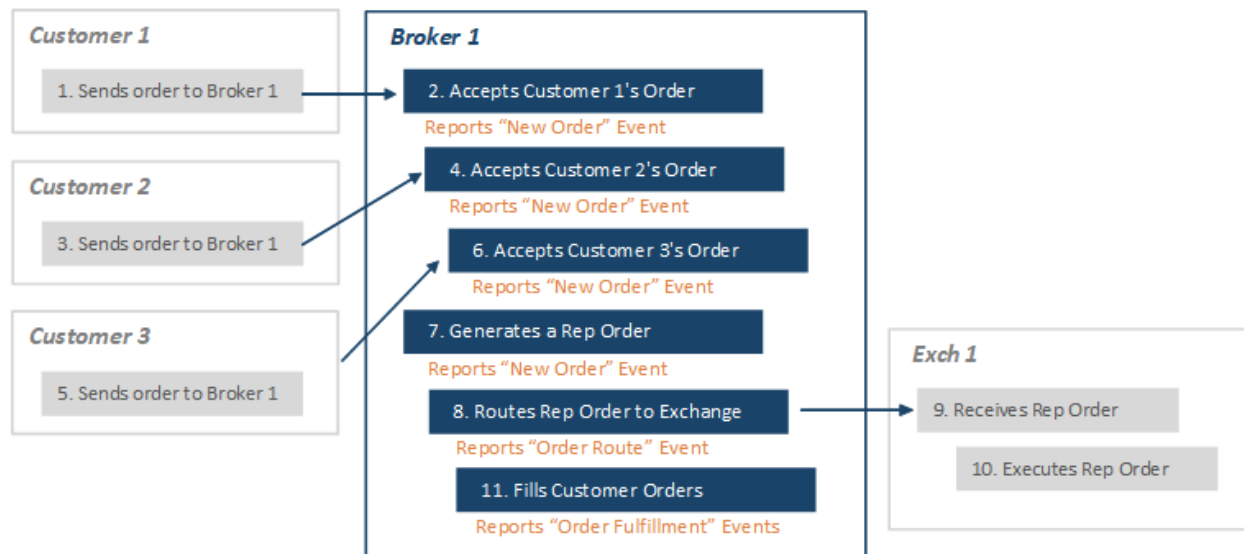 Customer 1
1. Sends order to Broker 1
Customer 2
3. Sends order to Broker 1
Customer 3
5. Sends order to Broker 1
Broker 1
2. Accepts Customer 1's Order
Reports “New Order” Event
4. Accepts Customer 2's Order
Reports “New Order” Event
6. Accepts Customer 3's Order
Reports “New Order” Event
7. Generates a Rep Order
Reports “New Order” Event
8. Routes Rep Order to Exchange
Reports “Order Route” Event
11. Fills Customer Orders
Reports “Order Fulfillment” Events
Exch 1
9. Receives Rep Order
10. Executes Rep Order